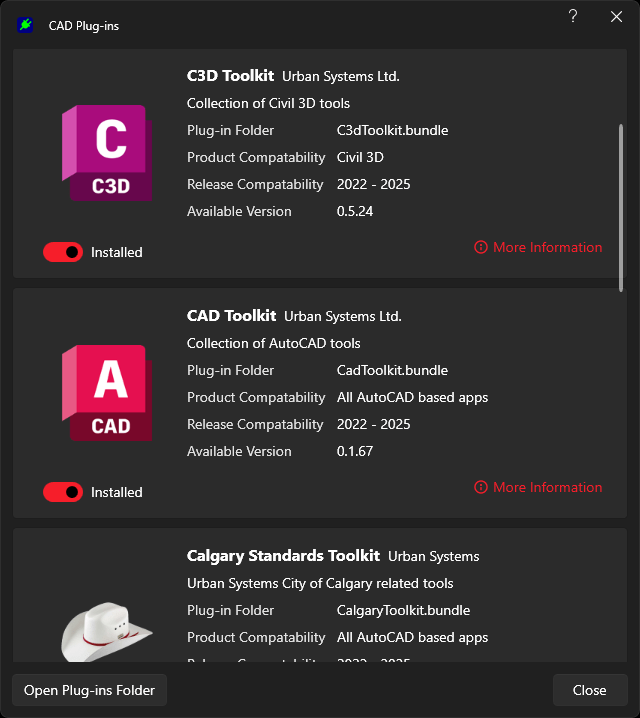 CAD Plug-ins
?
C3D Toolkit Urban Systems Ltd.
Collection of Civil 3D tools
Plug-in Folder C3dToolkit.bundle
Product Compatability Civil 3D
Release Compatability 2022 - 2025
Available Version 0.5.24
C
C3D
Installed
More Information
CAD Toolkit Urban Systems Ltd.
Collection of AutoCAD tools
Plug-in Folder CadToolkit.bundle
Product Compatability All AutoCAD based apps
Release Compatability 2022 - 2025
Available Version 0.1.67
A
CAD
Installed
More Information
Calgary Standards Toolkit Urban Systems
Urban Systems City of Calgary related tools
Plug-in Folder CalgaryToolkit.bundle
Product Compatability All AutoCAD based apps
Release Compatability 2022 - 2025
Open Plug-ins Folder
Close